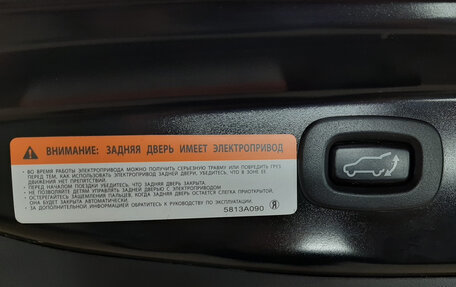 ВНИМАНИЕ: ЗАДНЯЯ ДВЕРЬ ИМЕЕТ ЭЛЕКТРОПРИВОД
· ВО ВРЕМЯ РАБОТЫ ЭЛЕКТРОПРИВОДА МОЖНО ПОЛУЧИТЬ СЕРЬЕЗНУЮ ТРАВМУ ИЛИ ПОВРЕДИТЬ ГРУЗ.
ПЕРЕД ТЕМ, КАК ИСПОЛЬЗОВАТЬ ЭЛЕКТРОПРИВОД ЗАДНЕЙ ДВЕРИ, УБЕДИТЕСЬ, ЧТО В ЗОНЕ ЕЕ
ДВИЖЕНИЯ НЕТ ПРЕПЯТСТВИЙ.
· ПЕРЕД НАЧАЛОМ ПОЕЗДКИ УБЕДИТЕСЬ, ЧТО ЗАДНЯЯ ДВЕРЬ ЗАКРЫТА.
УПРАВЛЯТЬ ЗАДНЕЙ ДВЕРЬЮ С ЭЛЕКТРОПРИВОДОМ
· ОСТЕРЕГАЙТЕСЬ ЗАЩЕМЛЕНИЯ ПАЛЬЦЕВ. КОГДА ЗАДНЯЯ ДВЕРЬ ОСТАЕТСЯ СЛЕГКА ПРИОТКРЫТОЙ,
ОНА БУДЕТ ЗАКРЫТА АВТОМАТИЧЕСКИ.
· ЗА ДОПОЛНИТЕЛЬНОЙ ИНФОРМАЦИЕЙ ОБРАТИТЕСЬ К РУКОВОДСТВУ ПО ЭКСПЛУАТАЦИИ.
5813A090